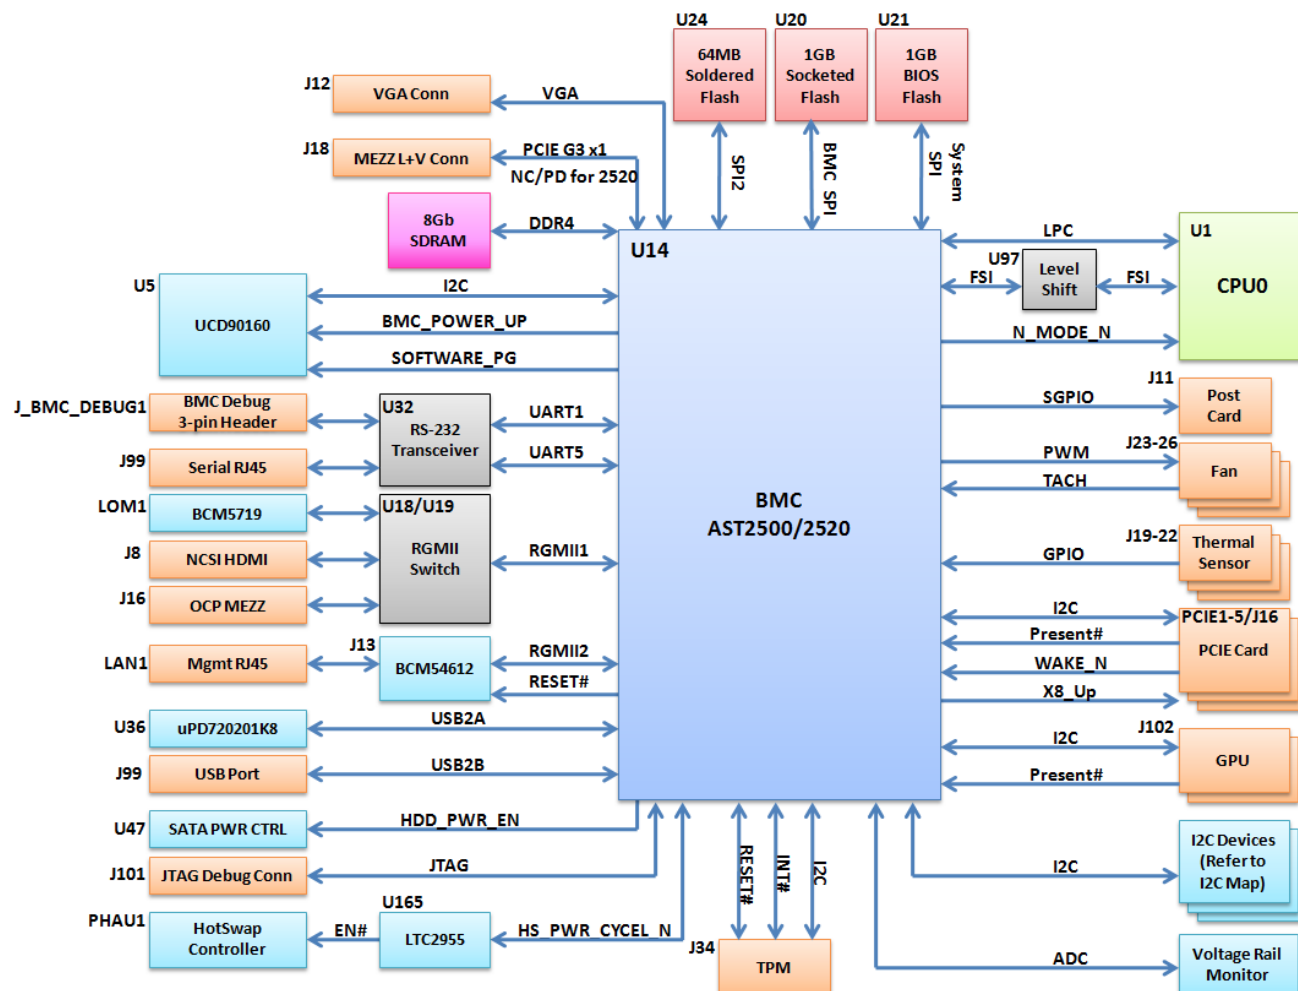 U24
U20
U21
64MB
Soldered
Flash
1GB
Socketed
Flash
1GB
BIOS
Flash
J12
VGA Conn
VGA
J18
MEZZ L+V Conn
PCIE G3 x1
NC/PD for 2520
SPI2
BMC SPI
System
SPI
8Gb
SDRAM
DDR4
U14
BMC
AST2500/2520
LPC
U1
CPU0
U97
Level
Shift
FSI
FSI
N_MODE_N
U5
UCD90160
I2C
BMC_POWER_UP
SOFTWARE_PG
J11
Post
Card
SGPIO
J_BMC_DEBUG1
BMC Debug
3-pin Header
U32
RS-232
Transceiver
UART1
UART5
J99
Serial RJ45
J23-26
Fan
PWM
TACH
LOM1
BCM5719
U18/U19
RGMII
Switch
RGMII1
J8
NCSI HDMI
J16
OCP MEZZ
J19-22
Thermal
Sensor
GPIO
PCIE1-5/J16
PCIE Card
I2C
Present#
WAKE_N
X8_Up
J13
LAN1
Mgmt RJ45
BCM54612
RGMII2
RESET#
U36
uPD720201K8
USB2A
J99
USB Port
USB2B
J102
GPU
I2C
Present#
U47
SATA PWR CTRL
HDD_PWR_EN
J101
JTAG Debug Conn
JTAG
PHAU1
HotSwap
Controller
EN#
U165
LTC2955
HS_PWR_CYCEL_N
RESET#
INT#
I2C
J34
TPM
I2C
I2C Devices
(Refer to
I2C Map)
ADC
Voltage Rail
Monitor